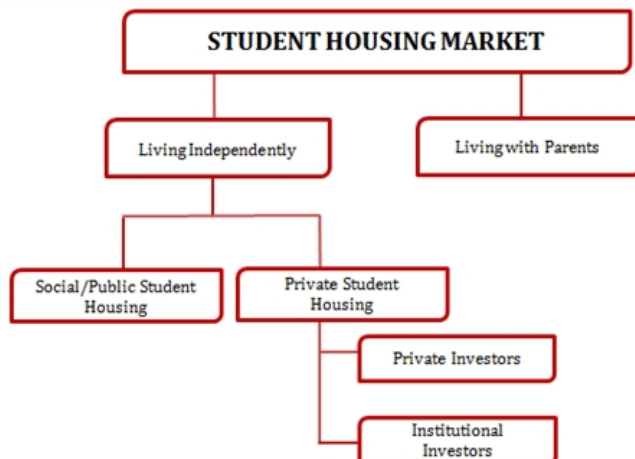 STUDENT HOUSING MARKET
Living Independently
Living with Parents
Social/Public Student
Housing
Private Student
Housing
Private Investors
Institutional
Investors